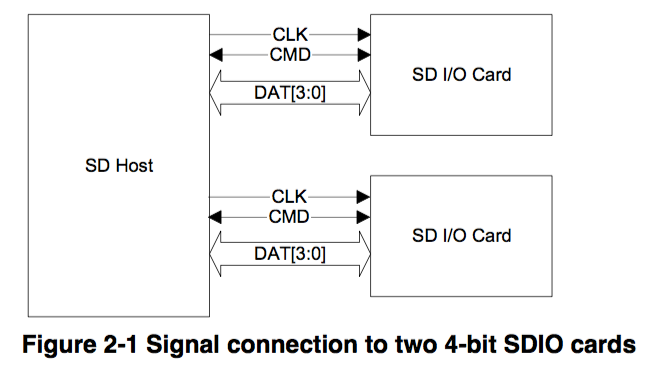 CLK
CMD
DAT[3:0]
SD I/O Card
SD Host
CLK
CMD
DAT[3:0]
SD I/O Card
Figure 2-1 Signal connection to two 4-bit SDIO cards